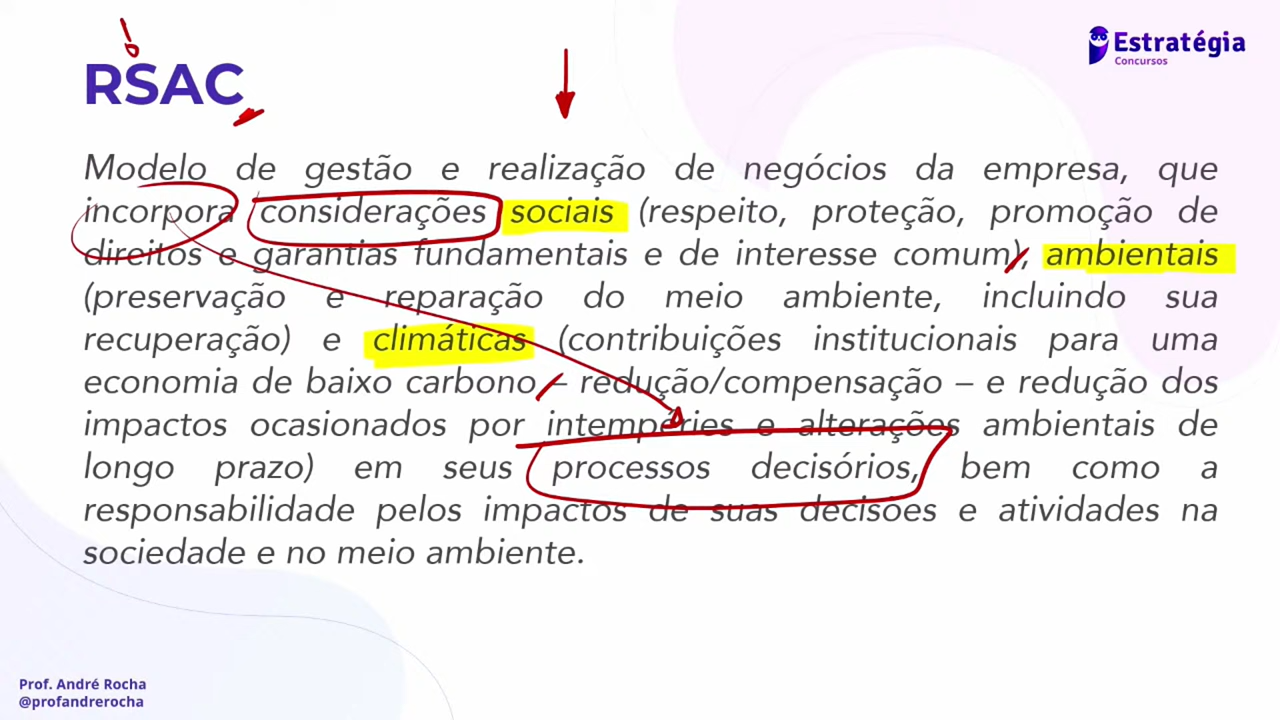 Estratégia
Concursos
RSAC
Modelo de gestão e realização de negócios da empresa, que
incorpora considerações sociais (respeito, proteção, promoção de
direitos e garantias fundamentais e de interesse comum), ambientais
(preservação e reparação do meio ambiente, incluindo sua
recuperação) e climáticas (contribuições institucionais para uma
economia de baixo carbono – redução/compensação – e redução dos
impactos ocasionados por intempéries e alterações ambientais de
longo prazo) em seus processos decisórios, bem como a
responsabilidade pelos impactos de suas decisões e atividades na
sociedade e no meio ambiente.
Prof. André Rocha
@profandrerocha